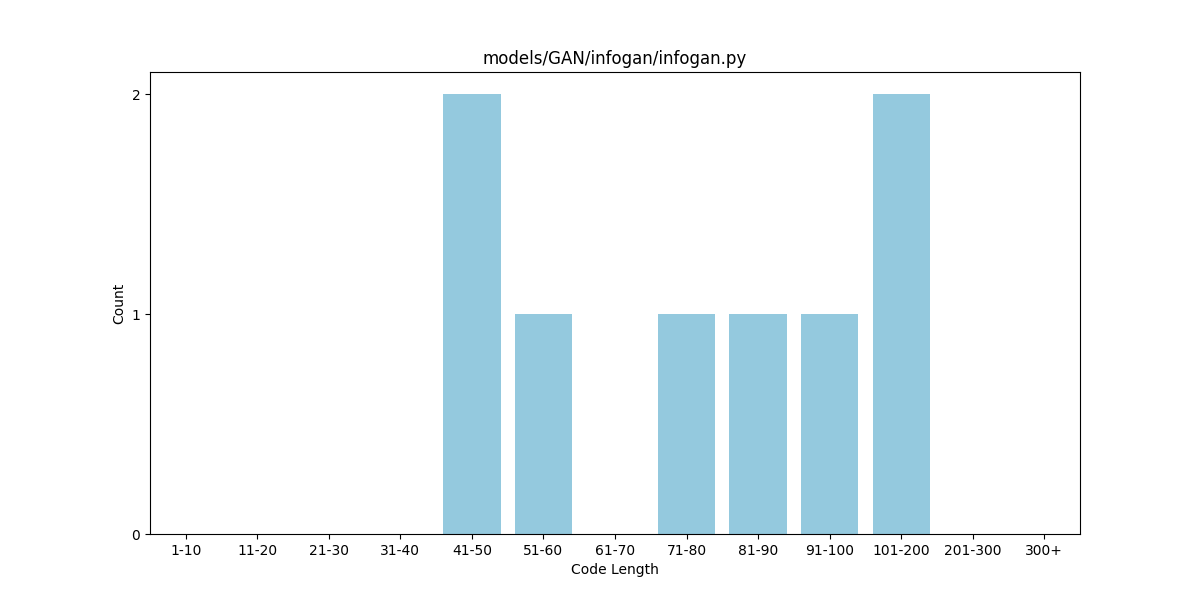 models/GAN/infogan/infogan.py
Count
2
1
0
1-10 11-20 21-30 31-40 41-50 51-60 61-70 71-80 81-90 91-100 101-200 201-300 300+
Code Length